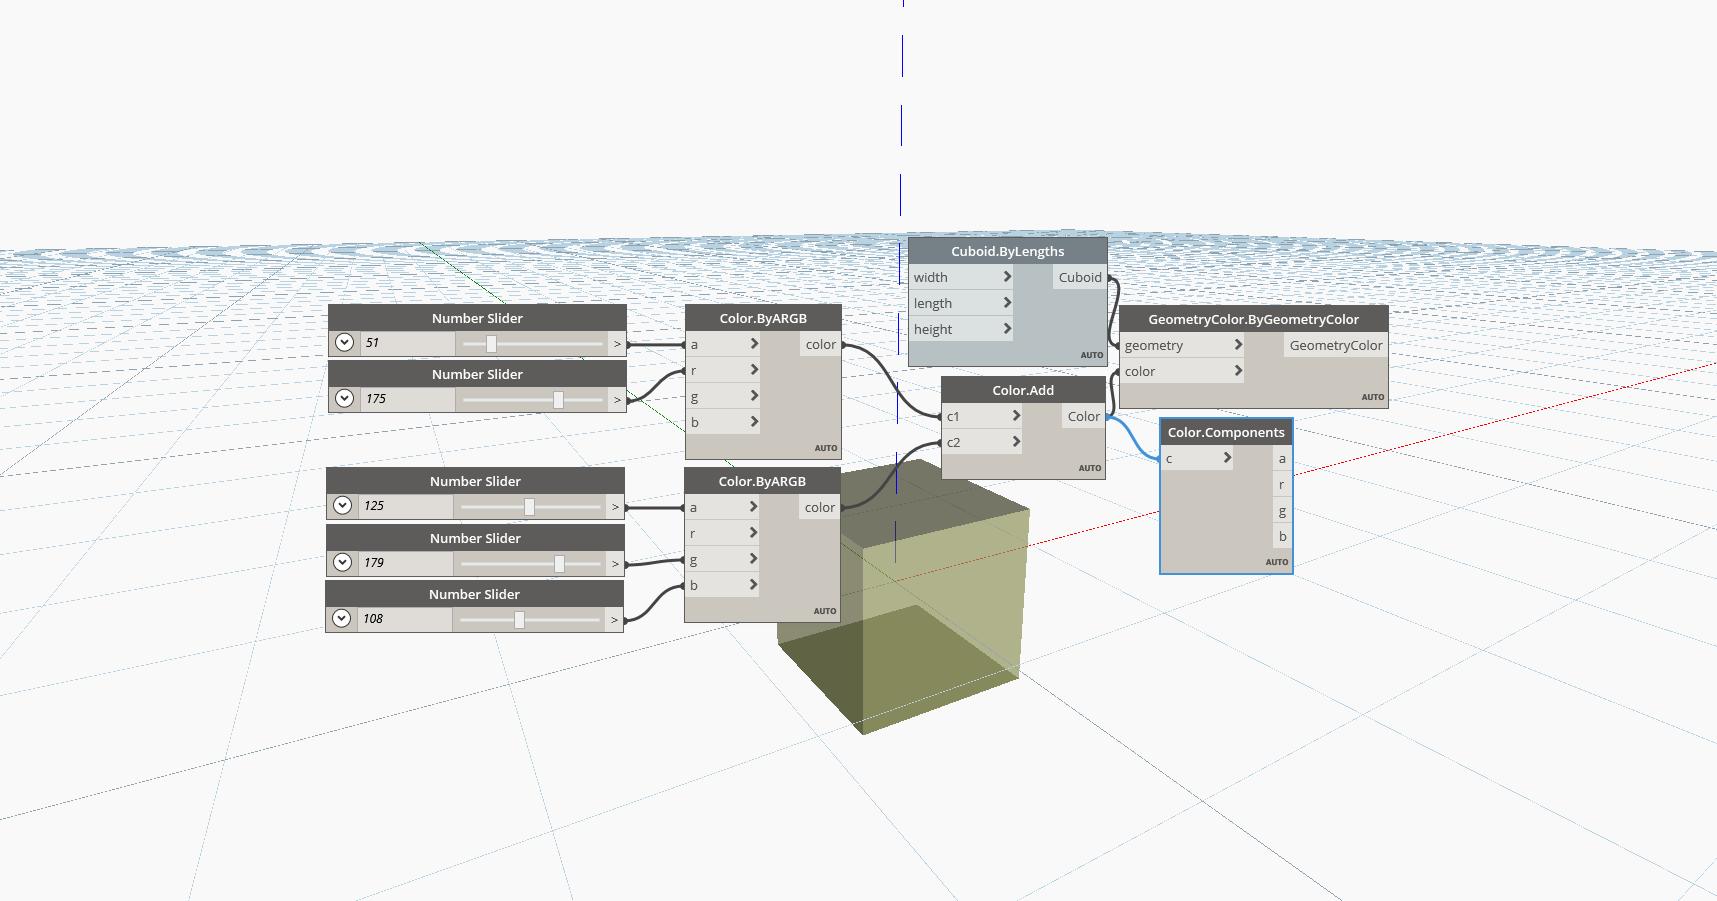 Cuboid.ByLengths
width
Cuboid
length
height
AUTO
Number Slider
51
>
Number Slider
175
>
Color.ByARGB
a
color
r
g
b
AUTO
GeometryColor.ByGeometryColor
geometry
GeometryColor
color
AUTO
Color.Add
c1
Color
c2
AUTO
Color.Components
c
a
r
g
b
AUTO
Number Slider
125
>
Number Slider
179
>
Number Slider
108
>
Color.ByARGB
a
color
r
g
b
AUTO